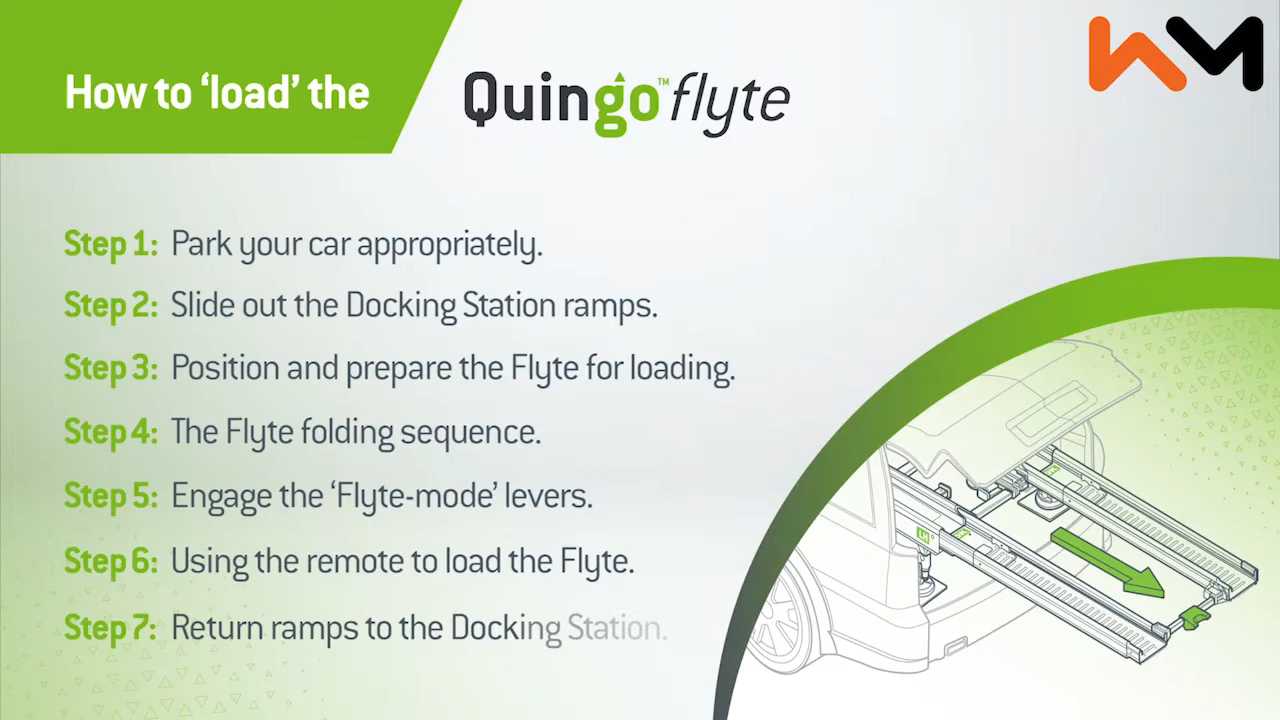 How to ‘load’ the
Quingo™ flyte
Step 1: Park your car appropriately.
Step 2: Slide out the Docking Station ramps.
Step 3: Position and prepare the Flyte for loading.
Step 4: The Flyte folding sequence.
Step 5: Engage the ‘Flyte-mode’ levers.
Step 6: Using the remote to load the Flyte.
Step 7: Return ramps to the Docking Station.